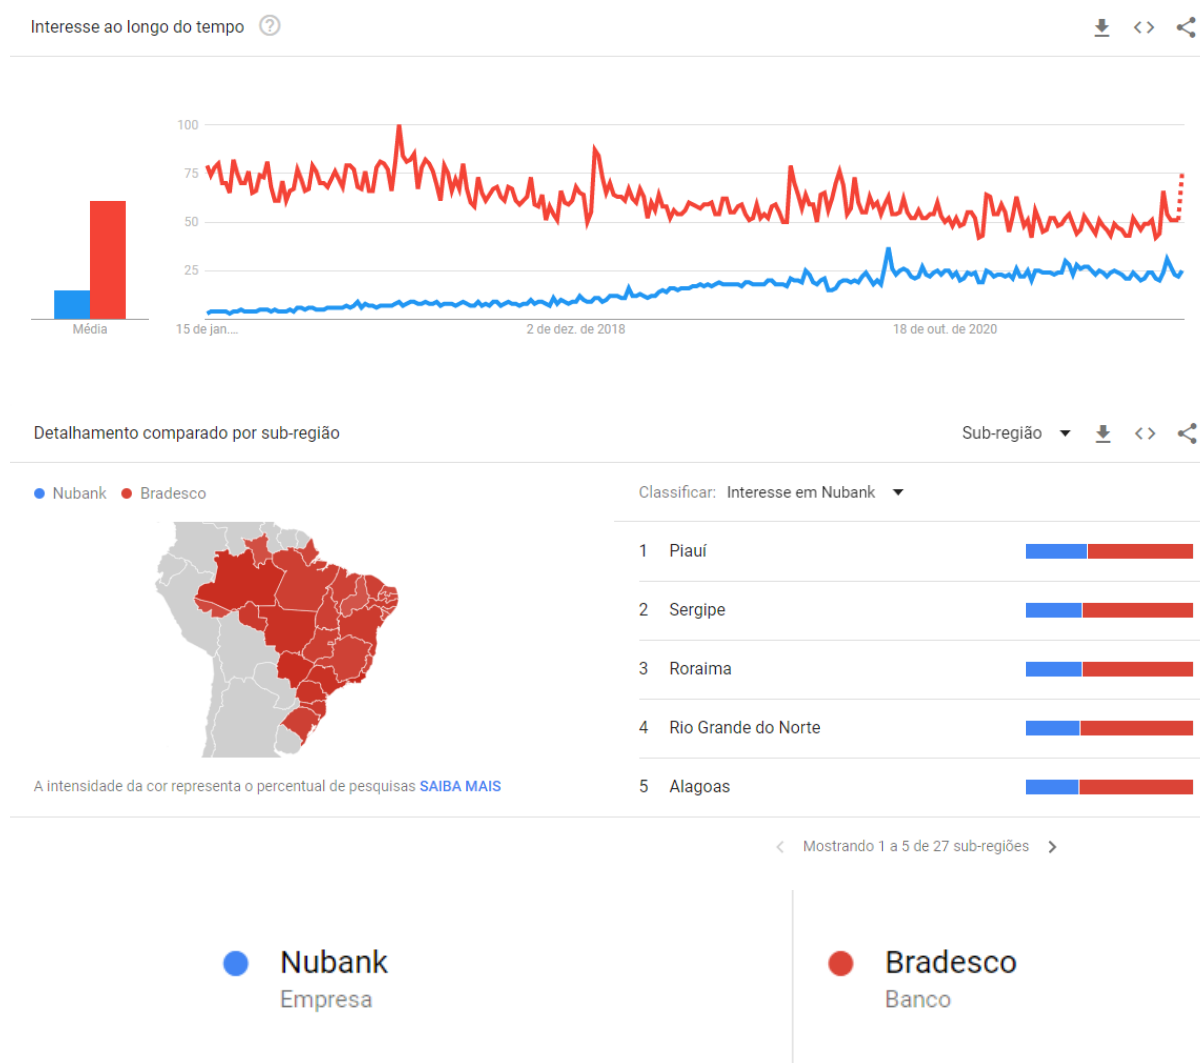 Interesse ao longo do tempo ?
100
75
50
25
Média
15 de jan.... 2 de dez. de 2018 18 de out. de 2020
Detalhamento comparado por sub-região Sub-região
Nubank Bradesco
Classificar: Interesse em Nubank
1 Piauí
2 Sergipe
3 Roraima
4 Rio Grande do Norte
5 Alagoas
A intensidade da cor representa o percentual de pesquisas SAIBA MAIS
Mostrando 1 a 5 de 27 sub-regiões
Nubank
Empresa
Bradesco
Banco